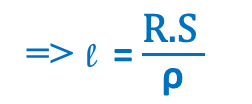 => ℓ = R.S / ρ